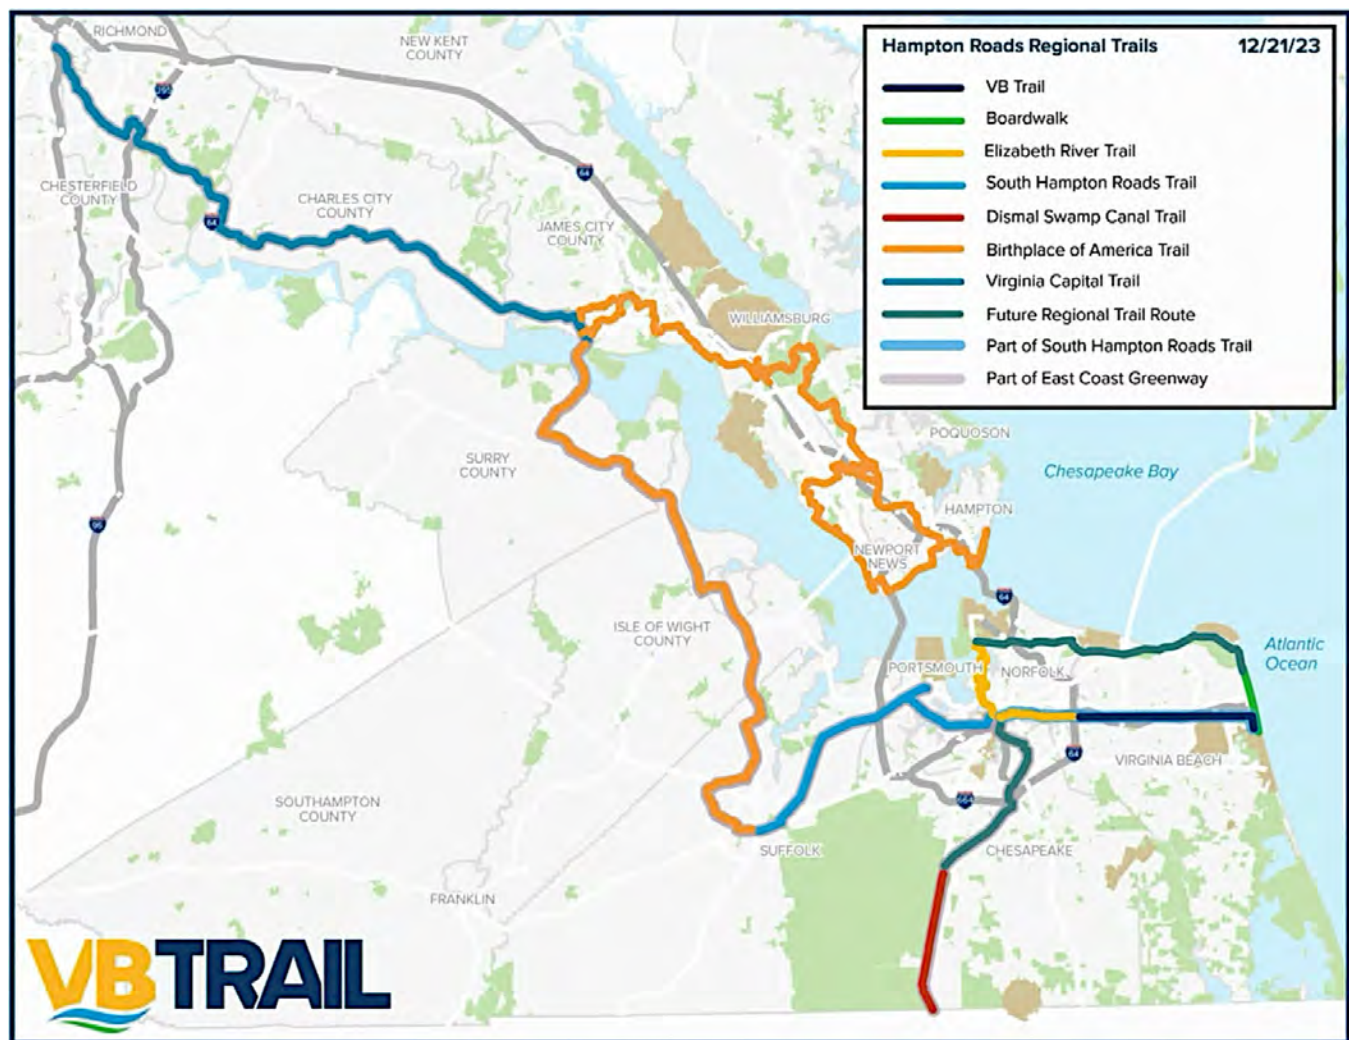 RICHMOND
NEW KENT
COUNTY
Hampton Roads Regional Trails 12/21/23
VB Trail
Boardwalk
Elizabeth River Trail
South Hampton Roads Trail
Dismal Swamp Canal Trail
Birthplace of America Trail
Virginia Capital Trail
Future Regional Trail Route
Part of South Hampton Roads Trail
Part of East Coast Greenway
64
CHESTERFIELD
COUNTY
CHARLES CITY
COUNTY
64
JAMES CITY
COUNTY
WILLIAMSBURG
POQUOSON
SURRY
COUNTY
Chesapeake Bay
HAMPTON
95
NEWPORT
NEWS
64
ISLE OF WIGHT
COUNTY
Atlantic
Ocean
PORTSMOUTH
NORFOLK
64
VIRGINIA BEACH
SOUTHAMPTON
COUNTY
664
SUFFOLK
CHESAPEAKE
FRANKLIN
VBTRAIL